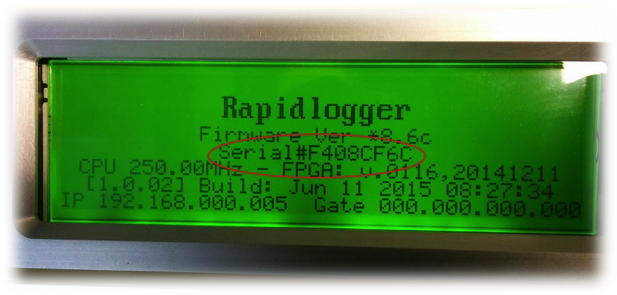 Rapidlogger
Firmware Ver *8.6c
Serial#F408CF6C
CPU 250.00MHz - FPGA: v.0116,20141211
[1.0.02] Build: Jun 11 2015 08:27:34
IP 192.168.000.005 Gate 000.000.000.000